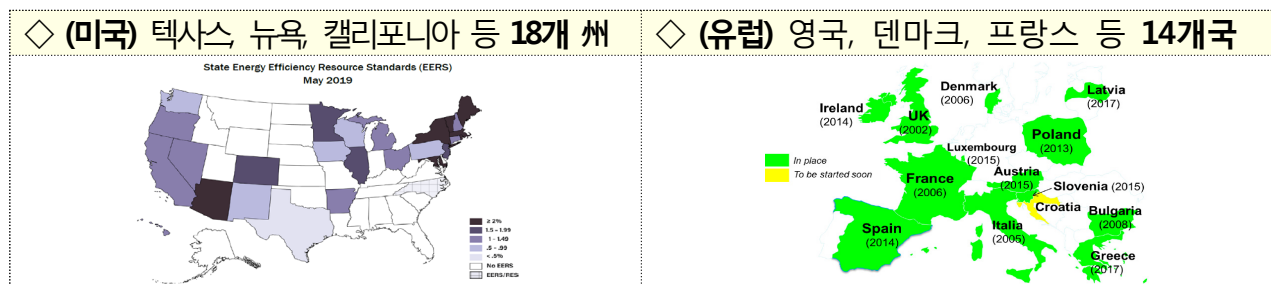 ◇ (미국) 텍사스, 뉴욕, 캘리포니아 등 18개 州
State Energy Efficiency Resource Standards (EERS)
May 2019
≥ 2%
1.5 - 1.99
1 - 1.49
.5 - .99
< .5%
No EERS
EERS/RES
◇ (유럽) 영국, 덴마크, 프랑스 등 14개국
Denmark
(2006)
Latvia
(2017)
Ireland
(2014)
UK
(2002)
Poland
(2013)
Luxembourg
(2015)
In place
To be started soon
France
(2006)
Austria
(2015)
Slovenia (2015)
Croatia
Bulgaria
(2008)
Spain
(2014)
Italia
(2005)
Greece
(2017)